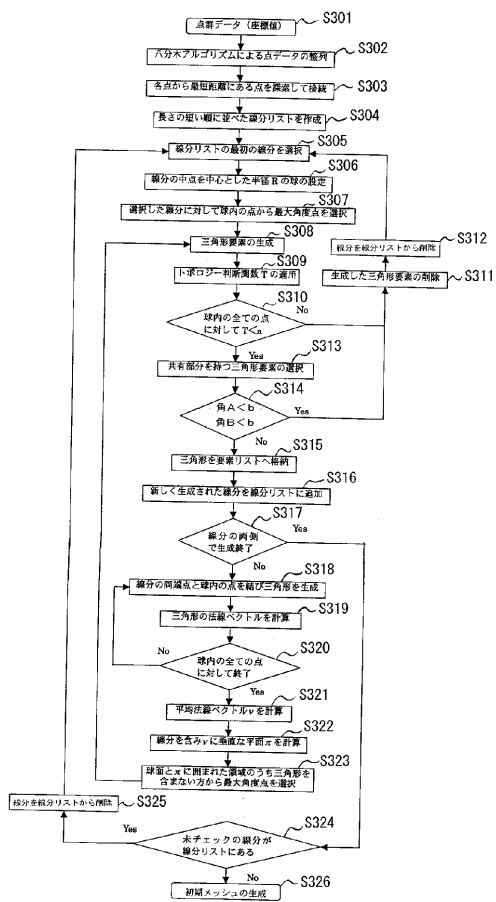 点群データ（座標値）
S301
八分木アルゴリズムによる点データの整列
S302
各点から最短距離にある点を探索して接続
S303
長さの短い順に並べた線分リストを作成
S304
線分リストの最初の線分を選択
S305
線分の中点を中心とした半径Rの球の設定
S306
選択した線分に対して球内の点から最大角度点を選択
S307
三角形要素の生成
S308
トポロジー判断関数Tの適用
S309
球内の全ての点
に対してT<n
S310
No
Yes
生成した三角形要素の削除
S311
線分を線分リストから削除
S312
共有部分を持つ三角形要素の選択
S313
角A<b
角B<b
S314
Yes
No
三角形を要素リストへ格納
S315
新しく生成された線分を線分リストに追加
S316
線分の両側
で生成終了
S317
Yes
No
線分の両端点と球内の点を結び三角形を生成
S318
三角形の法線ベクトルを計算
S319
球内の全ての点
に対して終了
S320
No
Yes
平均法線ベクトルνを計算
S321
線分を含みνに垂直な平面πを計算
S322
球面とπに囲まれた領域のうち三角形を
含まない方から最大角度点を選択
S323
未チェックの線分が
線分リストにある
S324
Yes
No
線分を線分リストから削除
S325
初期メッシュの生成
S326